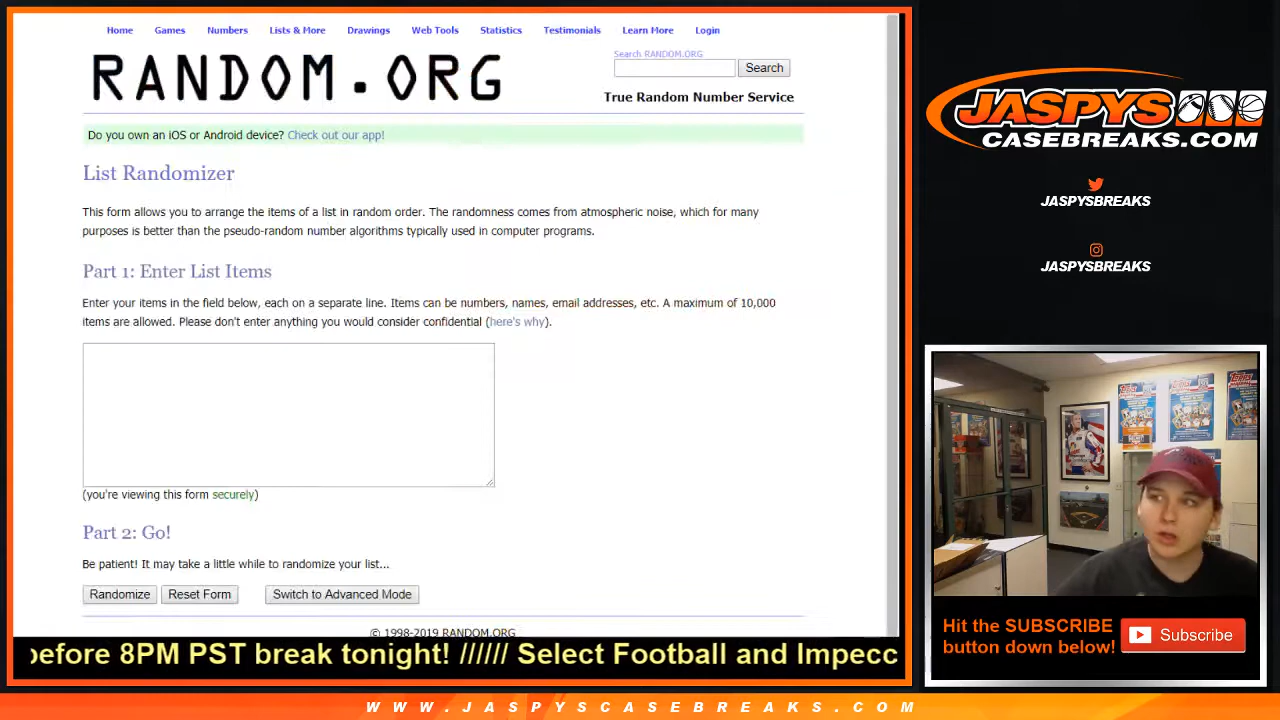 Home Games Numbers Lists & More Drawings Web Tools Statistics Testimonials Learn More Login
RANDOM.ORG
Search RANDOM.ORG
Search
True Random Number Service
Do you own an iOS or Android device? Check out our app!
List Randomizer
This form allows you to arrange the items of a list in random order. The randomness comes from atmospheric noise, which for many
purposes is better than the pseudo-random number algorithms typically used in computer programs.
Part 1: Enter List Items
Enter your items in the field below, each on a separate line. Items can be numbers, names, email addresses, etc. A maximum of 10,000
items are allowed. Please don't enter anything you would consider confidential (here's why).
(you're viewing this form securely)
Part 2: Go!
Be patient! It may take a little while to randomize your list...
Randomize Reset Form Switch to Advanced Mode
© 1998-2019 RANDOM.ORG
before 8PM PST break tonight! ////// Select Football and Impecc
JASPYS
CASEBREAKS.COM
JASPYSBREAKS
JASPYSBREAKS
Topps
Topps
Topps
Hit the SUBSCRIBE
button down below!
Subscribe
WWW.JASPYSCASEBREAKS.COM